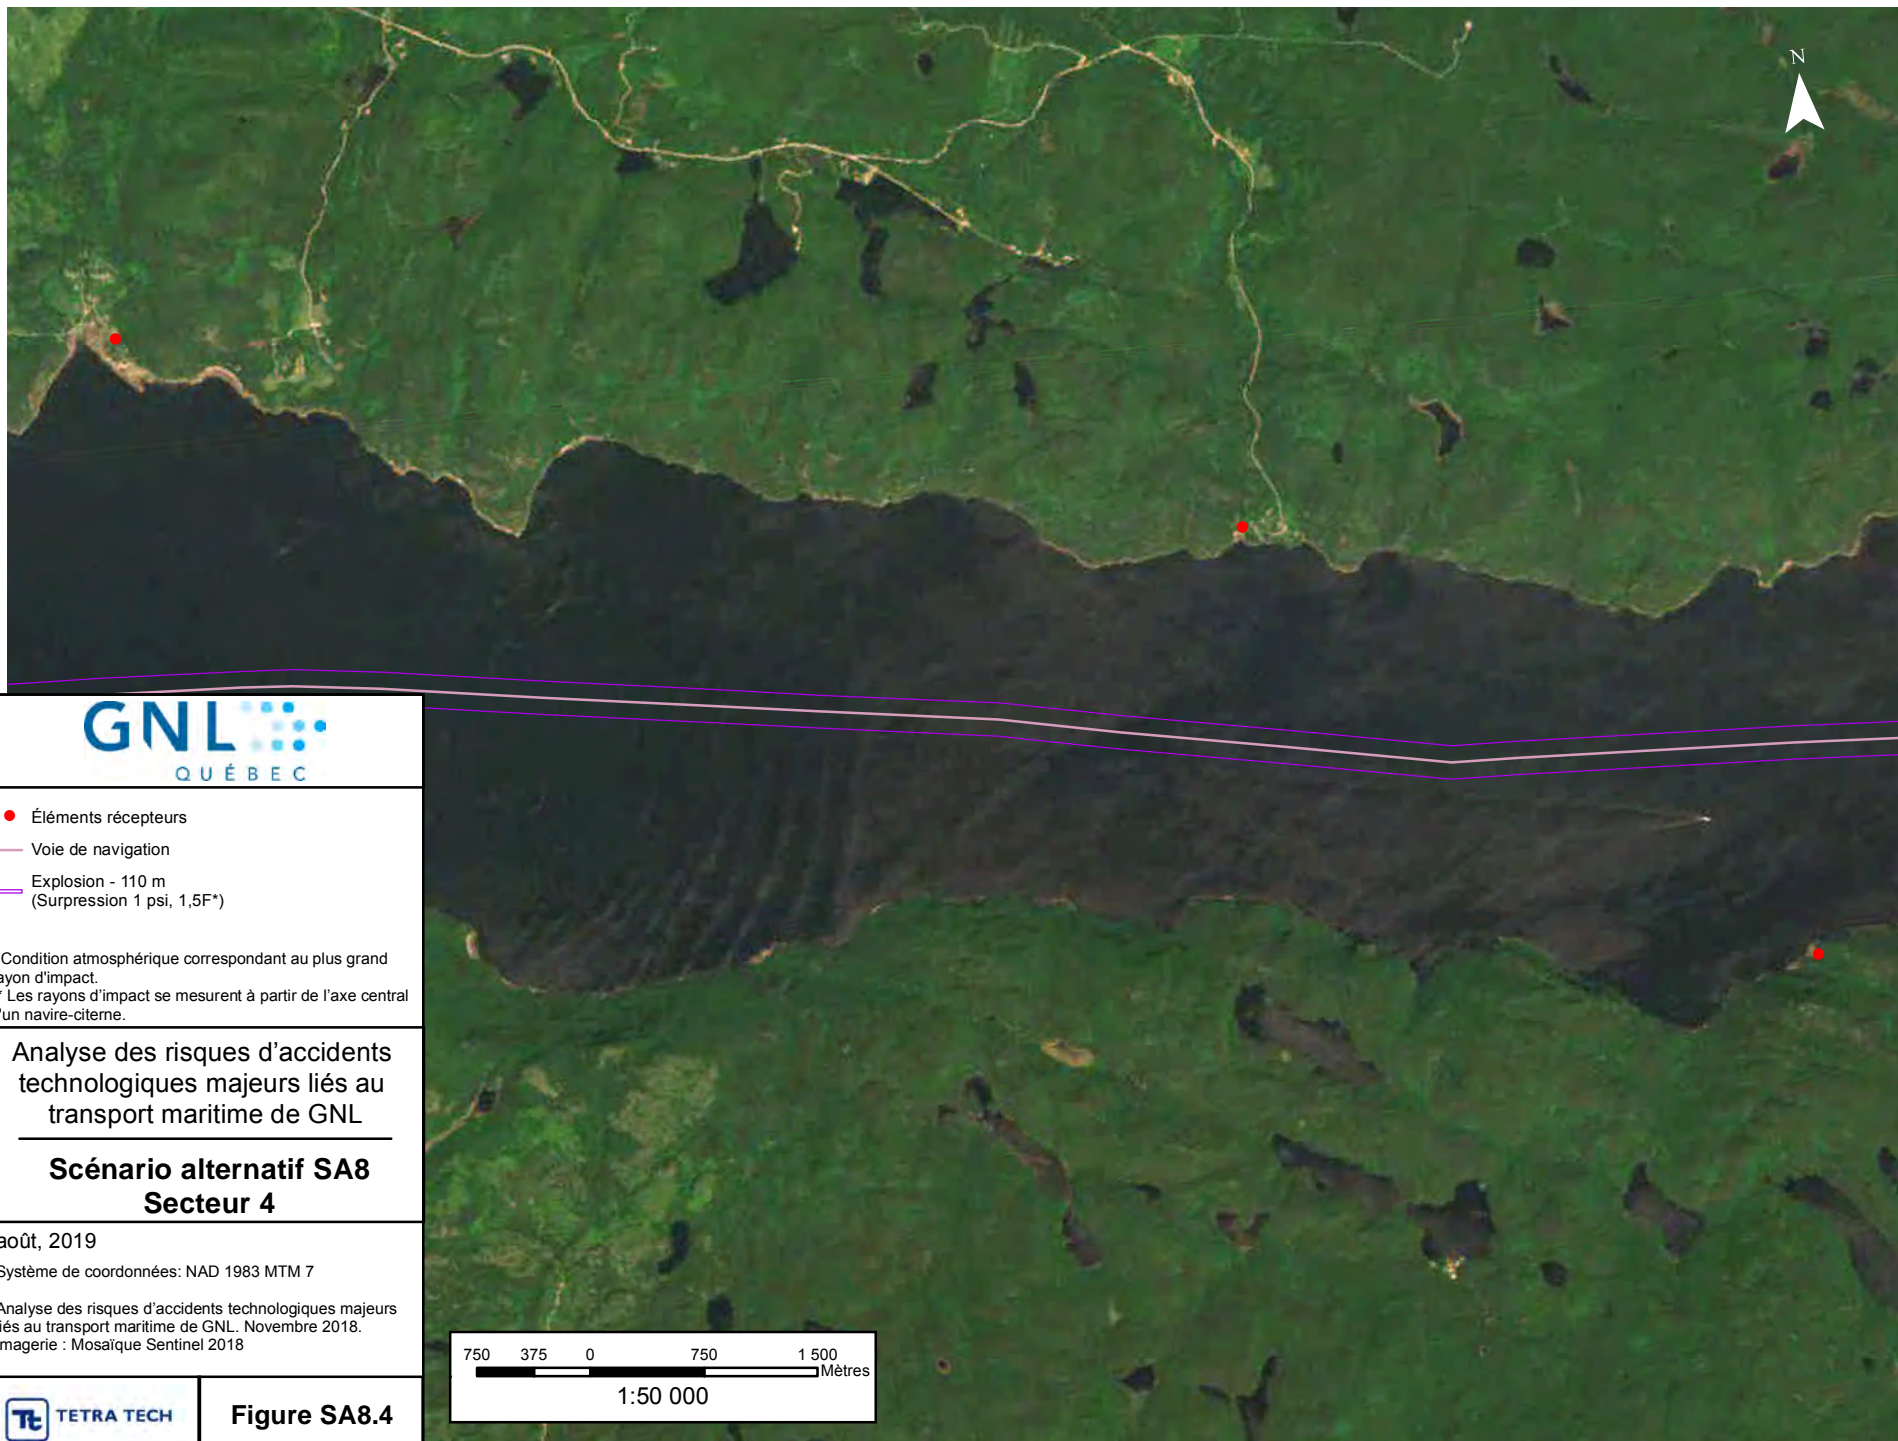 N
GNL
QUÉBEC
Éléments récepteurs
Voie de navigation
Explosion - 110 m
(Surpression 1 psi, 1,5F*)
Condition atmosphérique correspondant au plus grand
ayon d'impact.
* Les rayons d’impact se mesurent à partir de l’axe central
'un navire-citerne.
Analyse des risques d’accidents
technologiques majeurs liés au
transport maritime de GNL
Scénario alternatif SA8
Secteur 4
août, 2019
Système de coordonnées: NAD 1983 MTM 7
Analyse des risques d’accidents technologiques majeurs
iés au transport maritime de GNL. Novembre 2018.
magerie : Mosaïque Sentinel 2018
750 375 0 750 1 500
Mètres
1:50 000
Tt TETRA TECH
Figure SA8.4